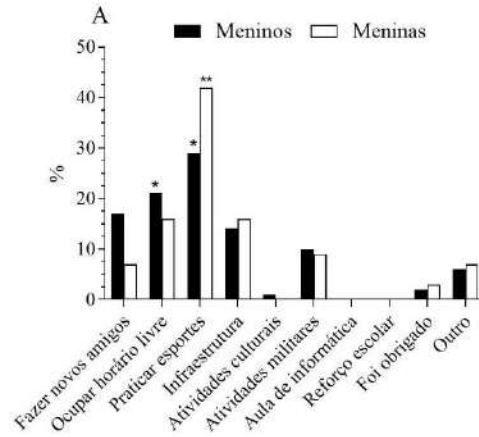 A
Meninos Meninas
50
40
30
20
10
0
%
*
*
**
Fazer novos amigos
Ocupar horário livre
Praticar esportes
Infraestrutura
Atividades culturais
Atividades militares
Aula de informática
Reforço escolar
Foi obrigado
Outro